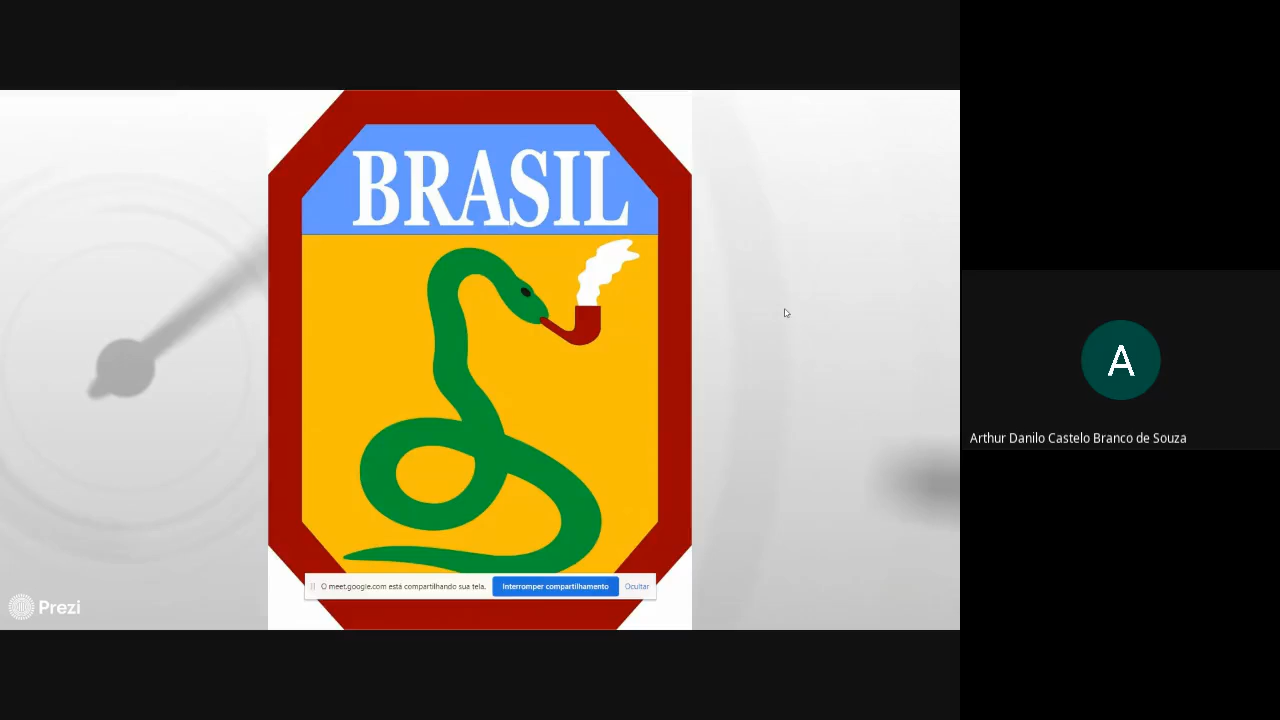 BRASIL
O meet.google.com está compartilhando sua tela.
Interromper compartilhamento
Ocultar
Prezi
A
Arthur Danilo Castelo Branco de Souza